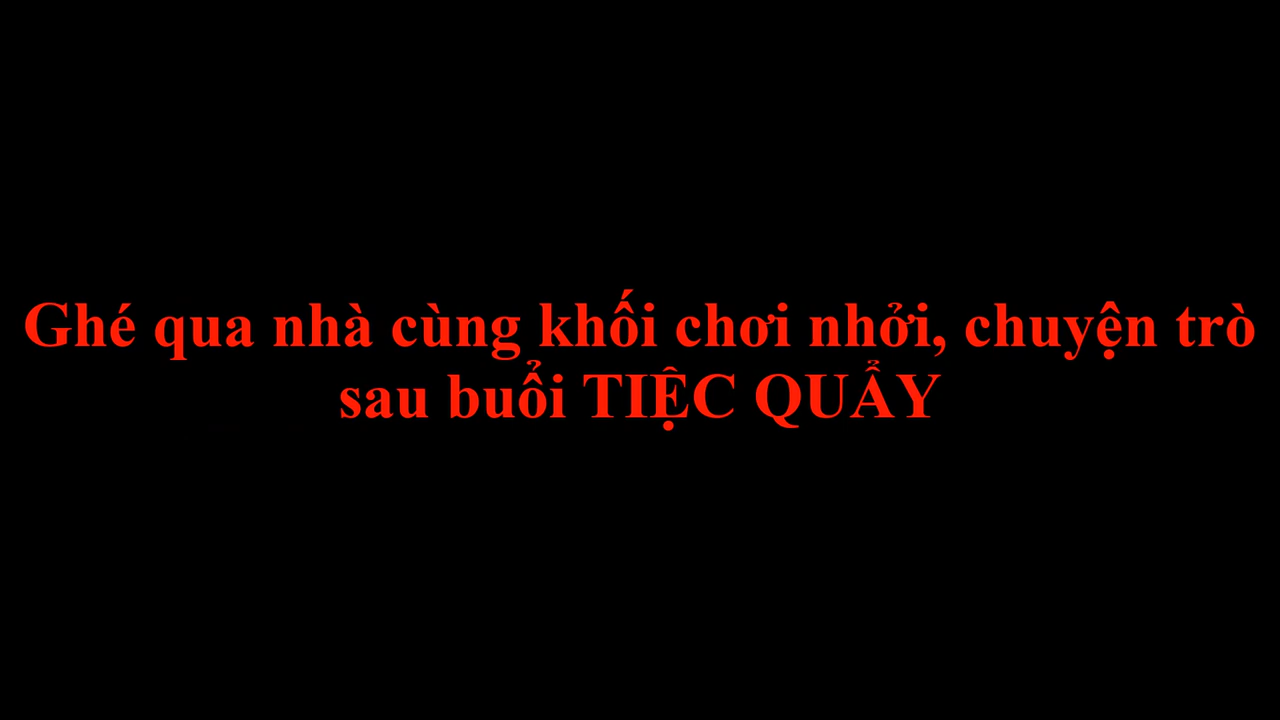 Ghé qua nhà cùng khối chơi nhởi, chuyện trò
sau buổi TIỆC QUẨY